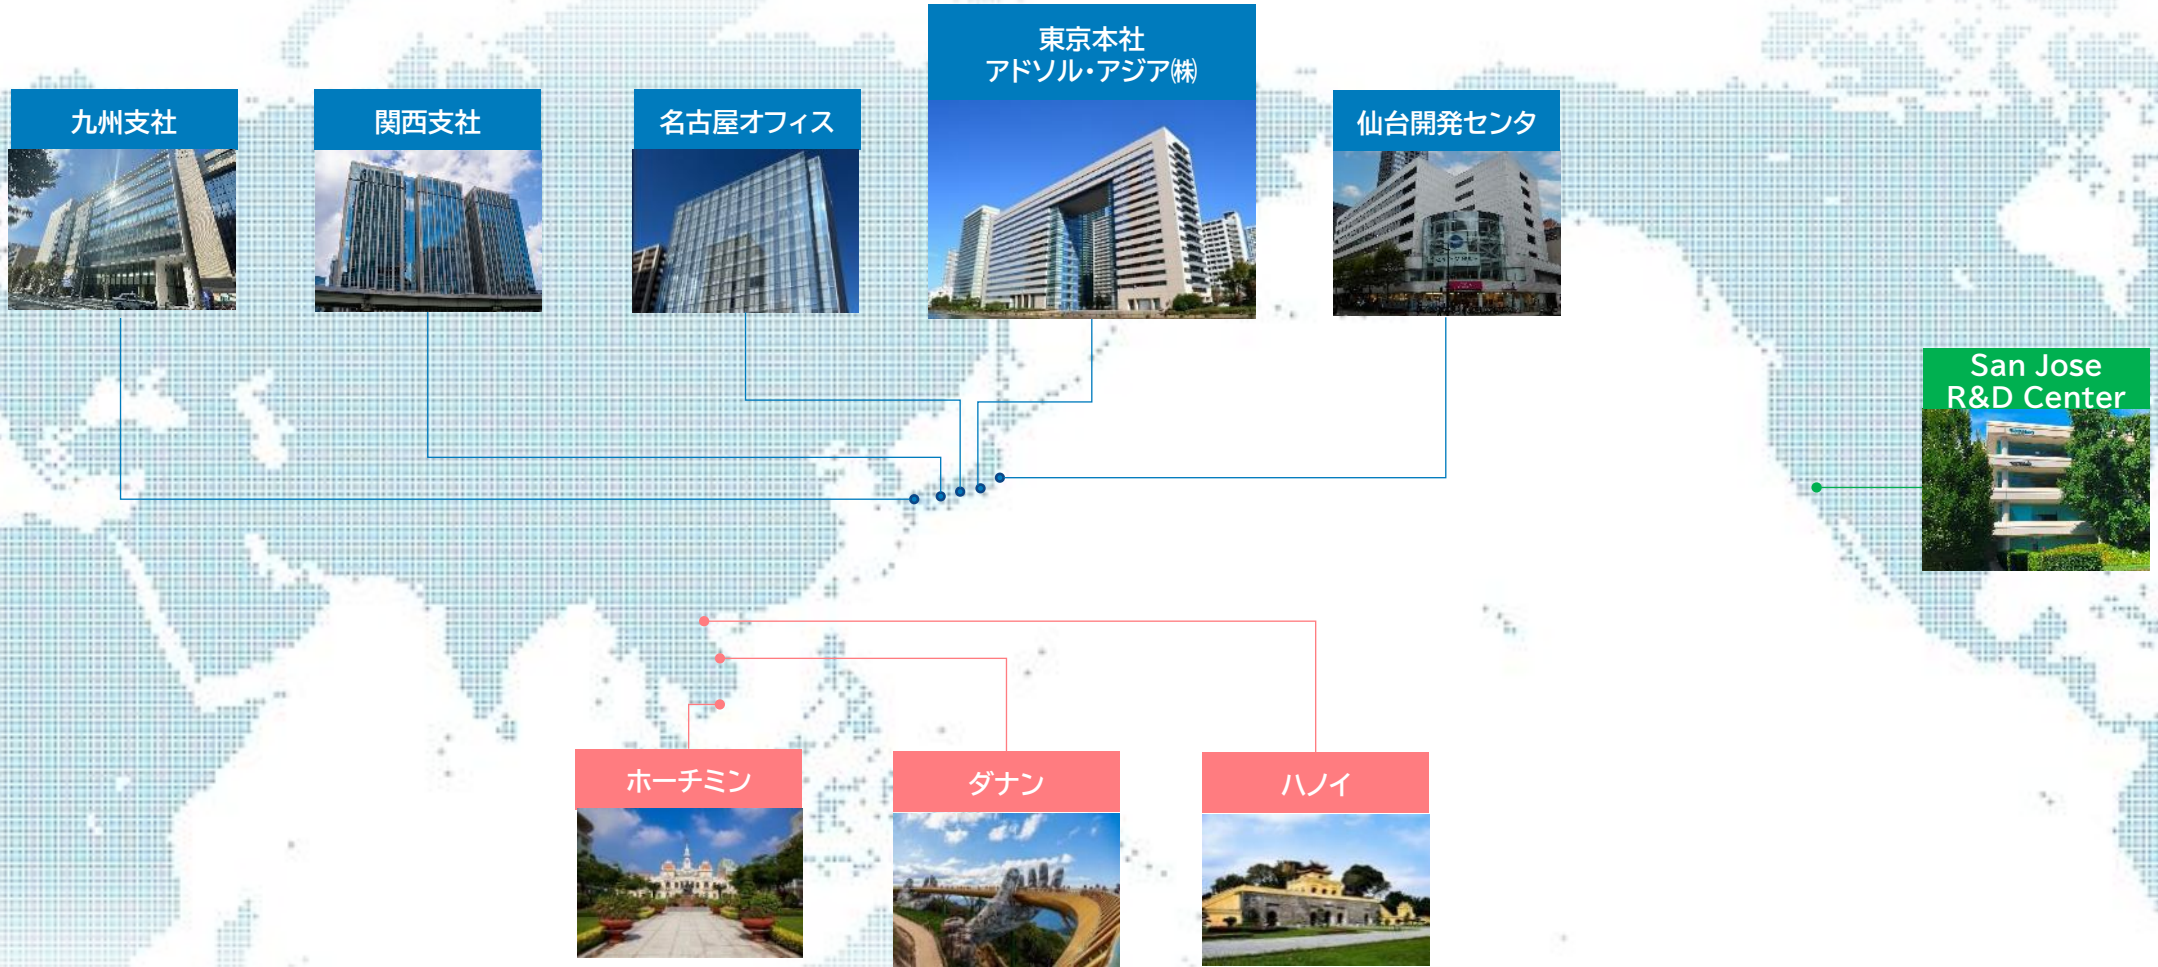 東京本社
アドソル・アジア㈱
九州支社
関西支社
名古屋オフィス
仙台開発センタ
San Jose
R&D Center
ホーチミン
ダナン
ハノイ